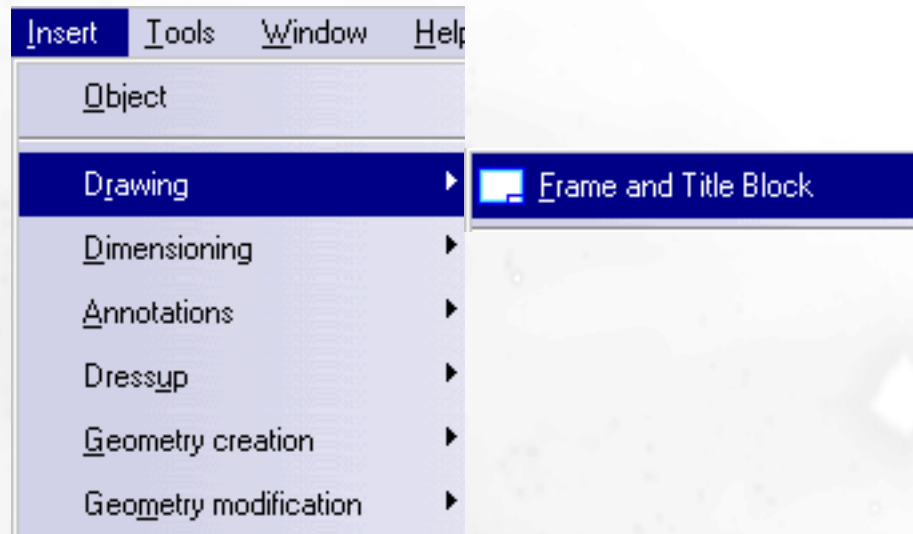 Insert Tools Window Help
Object
Drawing Frame and Title Block
Dimensioning
Annotations
Dressup
Geometry creation
Geometry modification